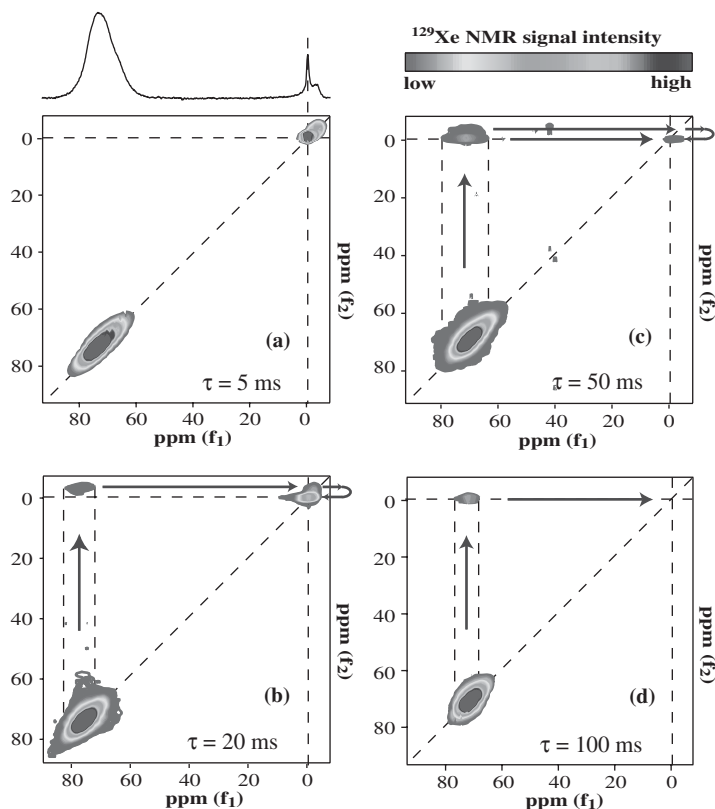 ¹²⁹Xe NMR signal intensity
low high
0
20
40
60
80
ppm (f₂)
(a)
τ = 5 ms
80 60 40 20 0
ppm (f₁)
0
20
40
60
80
ppm (f₂)
(c)
τ = 50 ms
80 60 40 20 0
ppm (f₁)
0
20
40
60
80
ppm (f₂)
(b)
τ = 20 ms
80 60 40 20 0
ppm (f₁)
0
20
40
60
80
ppm (f₂)
(d)
τ = 100 ms
80 60 40 20 0
ppm (f₁)